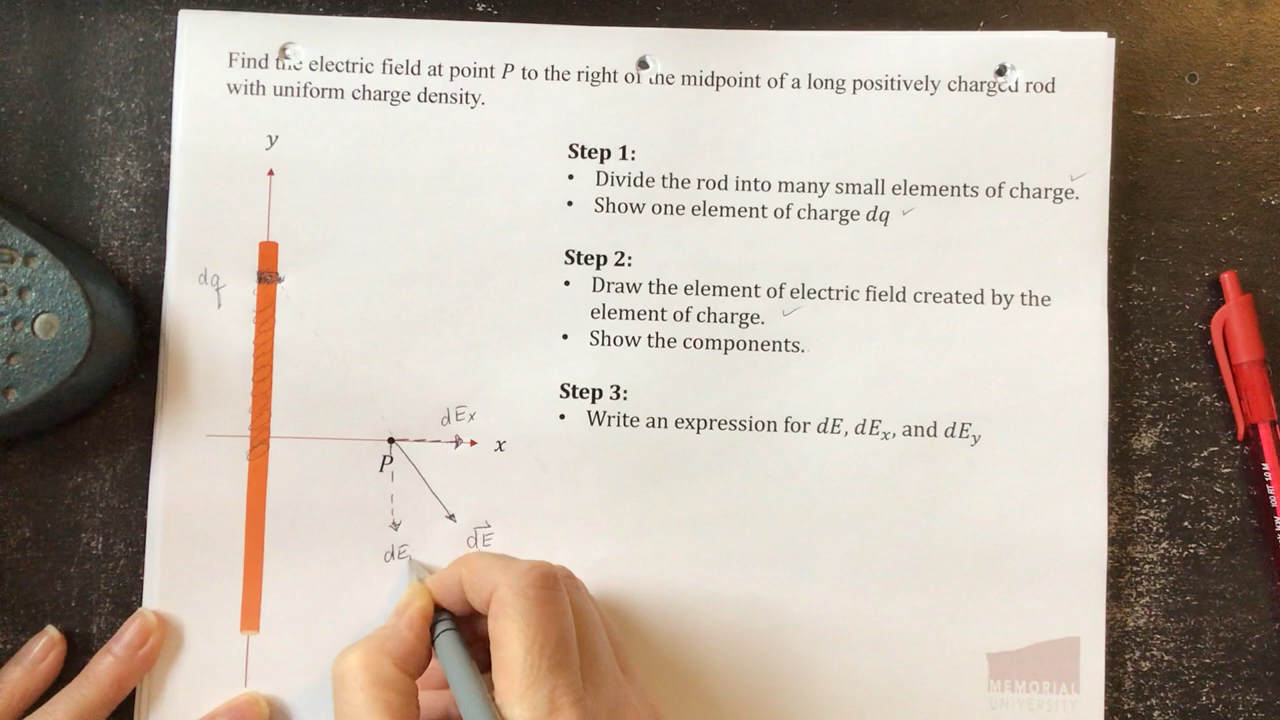 Find the electric field at point P to the right of the midpoint of a long positively charged rod
with uniform charge density.
y
Step 1:
• Divide the rod into many small elements of charge.
• Show one element of charge dq
Step 2:
• Draw the element of electric field created by the
element of charge.
• Show the components.
Step 3:
• Write an expression for dE, dEₓ, and dE_y
dq
dEx
x
P
dE
dE
MEMORIAL
UNIVERSITY